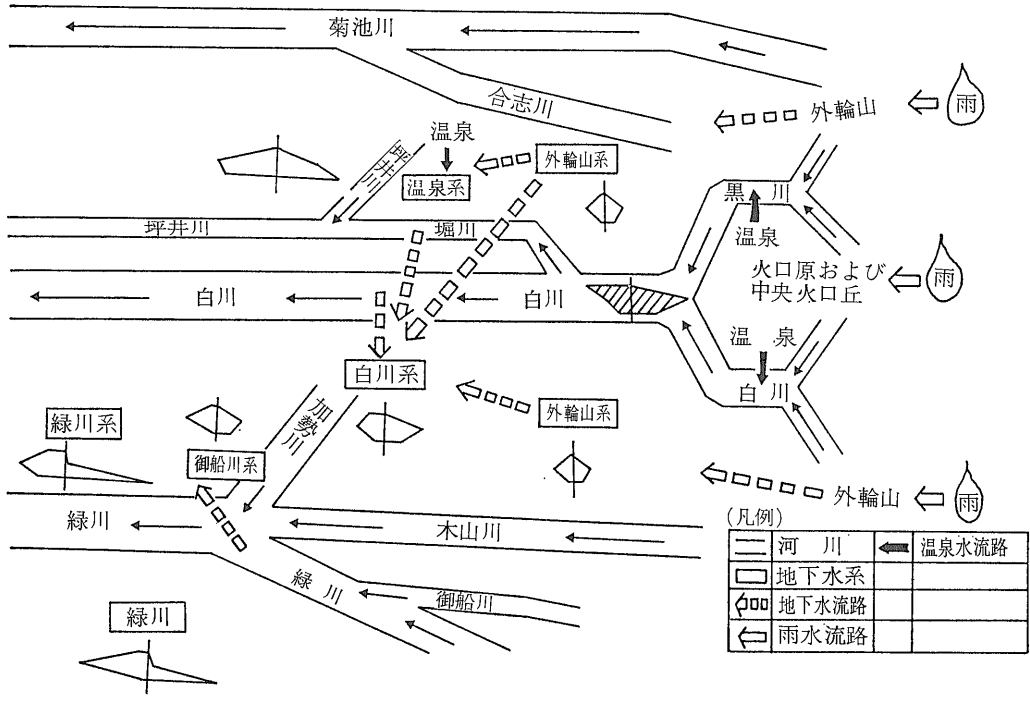 菊池川
合志川
外輪山
雨
温泉
坪井川
外輪山系
温泉系
黒川
温泉
坪井川
堀川
火口原および
中央火口丘
雨
白川
白川
温泉
白川系
白川
外輪山系
加勢川
緑川系
御船川系
外輪山
雨
緑川
木山川
緑川
御船川
緑川
(凡例)
河川
温泉水流路
地下水系
地下水流路
雨水流路